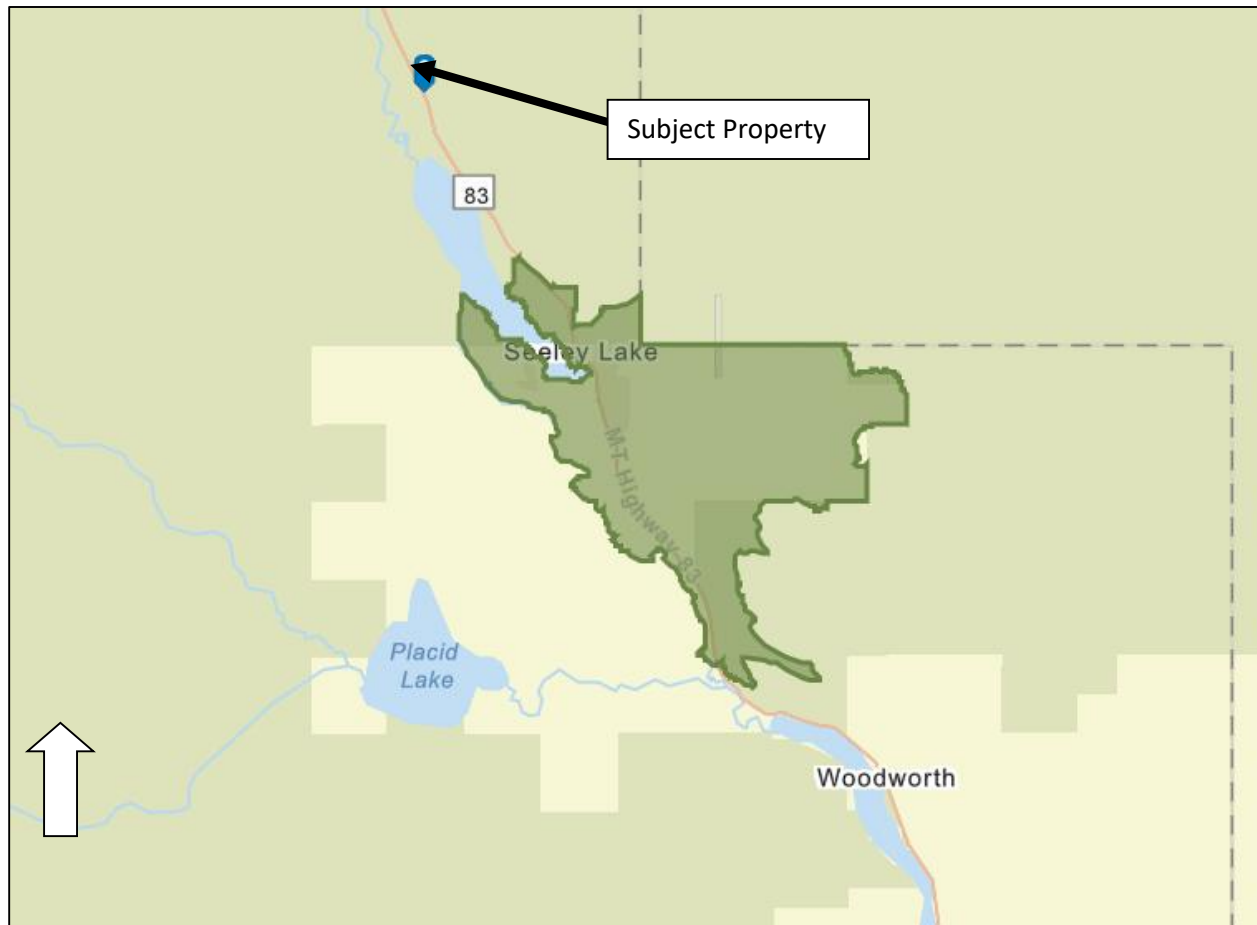 Subject Property
83
Seeley Lake
MT Highway 83
Placid
Lake
Woodworth